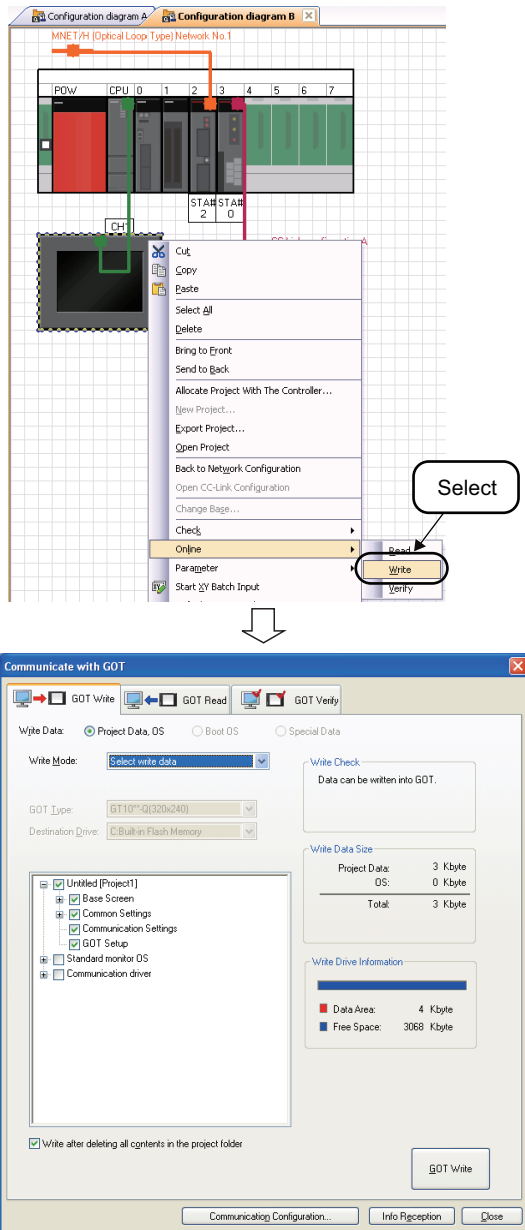 Configuration diagram A
Configuration diagram B
MNET/H (Optical Loop Type) Network No.1
POW CPU 0 1 2 3 4 5 6 7
STA# STA#
2 0
CH1
Cut
Copy
Paste
Select All
Delete
Bring to Front
Send to Back
Allocate Project With The Controller...
New Project...
Export Project...
Open Project
Back to Network Configuration
Open CC-Link Configuration
Change Base...
Check
Online
Parameter
Start XY Batch Input
Select
Read
Write
Verify
Communicate with GOT
GOT Write GOT Read GOT Verify
Write Data: Project Data, OS Boot OS Special Data
Write Mode: Select write data
GOT Type: GT10**-Q(320x240)
Destination Drive: C:Built-in Flash Memory
Write Check
Data can be written into GOT.
Write Data Size
Project Data: 3 Kbyte
OS: 0 Kbyte
Total: 3 Kbyte
Untitled [Project1]
Base Screen
Common Settings
Communication Settings
GOT Setup
Standard monitor OS
Communication driver
Write Drive Information
Data Area: 4 Kbyte
Free Space: 3068 Kbyte
Write after deleting all contents in the project folder
GOT Write
Communication Configuration... Info Reception Close